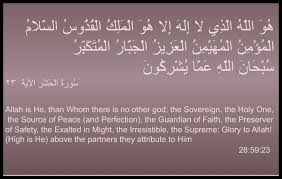 هُوَ اللَّهُ الَّذِي لَا إِلَهَ إِلَّا هُوَ الْمَلِكُ الْقُدُّوسُ السَّلَامُ
الْمُؤْمِنُ الْمُهَيْمِنُ الْعَزِيزُ الْجَبَّارُ الْمُتَكَبِّرُ
سُبْحَانَ اللَّهِ عَمَّا يُشْرِكُونَ
سُورَةُ الحَشْرِ الآيَة ٢٣
Allah is He, than Whom there is no other god; the Sovereign, the Holy One,
the Source of Peace (and Perfection), the Guardian of Faith, the Preserver
of Safety, the Exalted in Might, the Irresistible, the Supreme: Glory to Allah!
(High is He) above the partners they attribute to Him
28:59:23